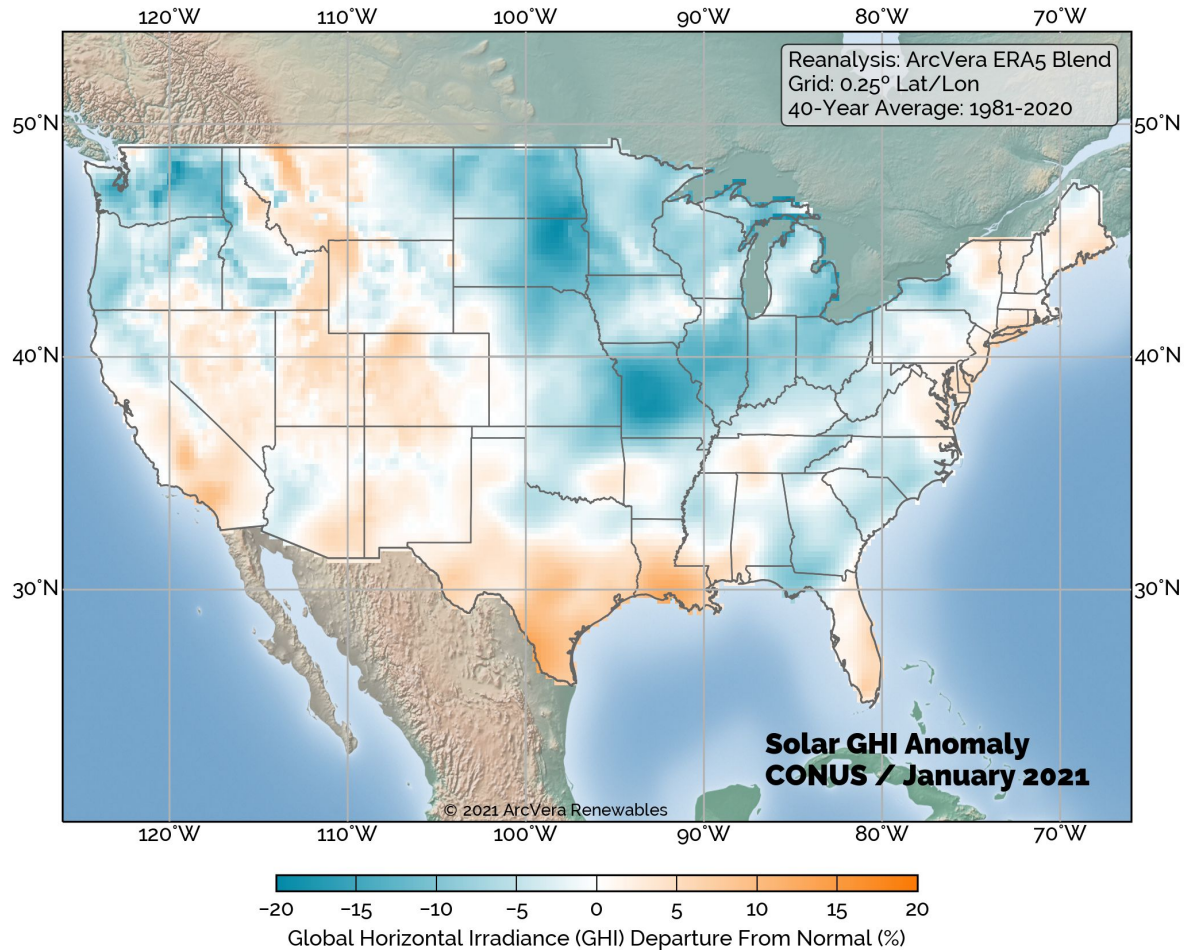 120°W 110°W 100°W 90°W 80°W 70°W
Reanalysis: ArcVera ERA5 Blend
Grid: 0.25º Lat/Lon
40-Year Average: 1981-2020
50°N 50°N
40°N 40°N
30°N 30°N
Solar GHI Anomaly
CONUS / January 2021
© 2021 ArcVera Renewables
120°W 110°W 100°W 90°W 80°W 70°W
−20 −15 −10 −5 0 5 10 15 20
Global Horizontal Irradiance (GHI) Departure From Normal (%)